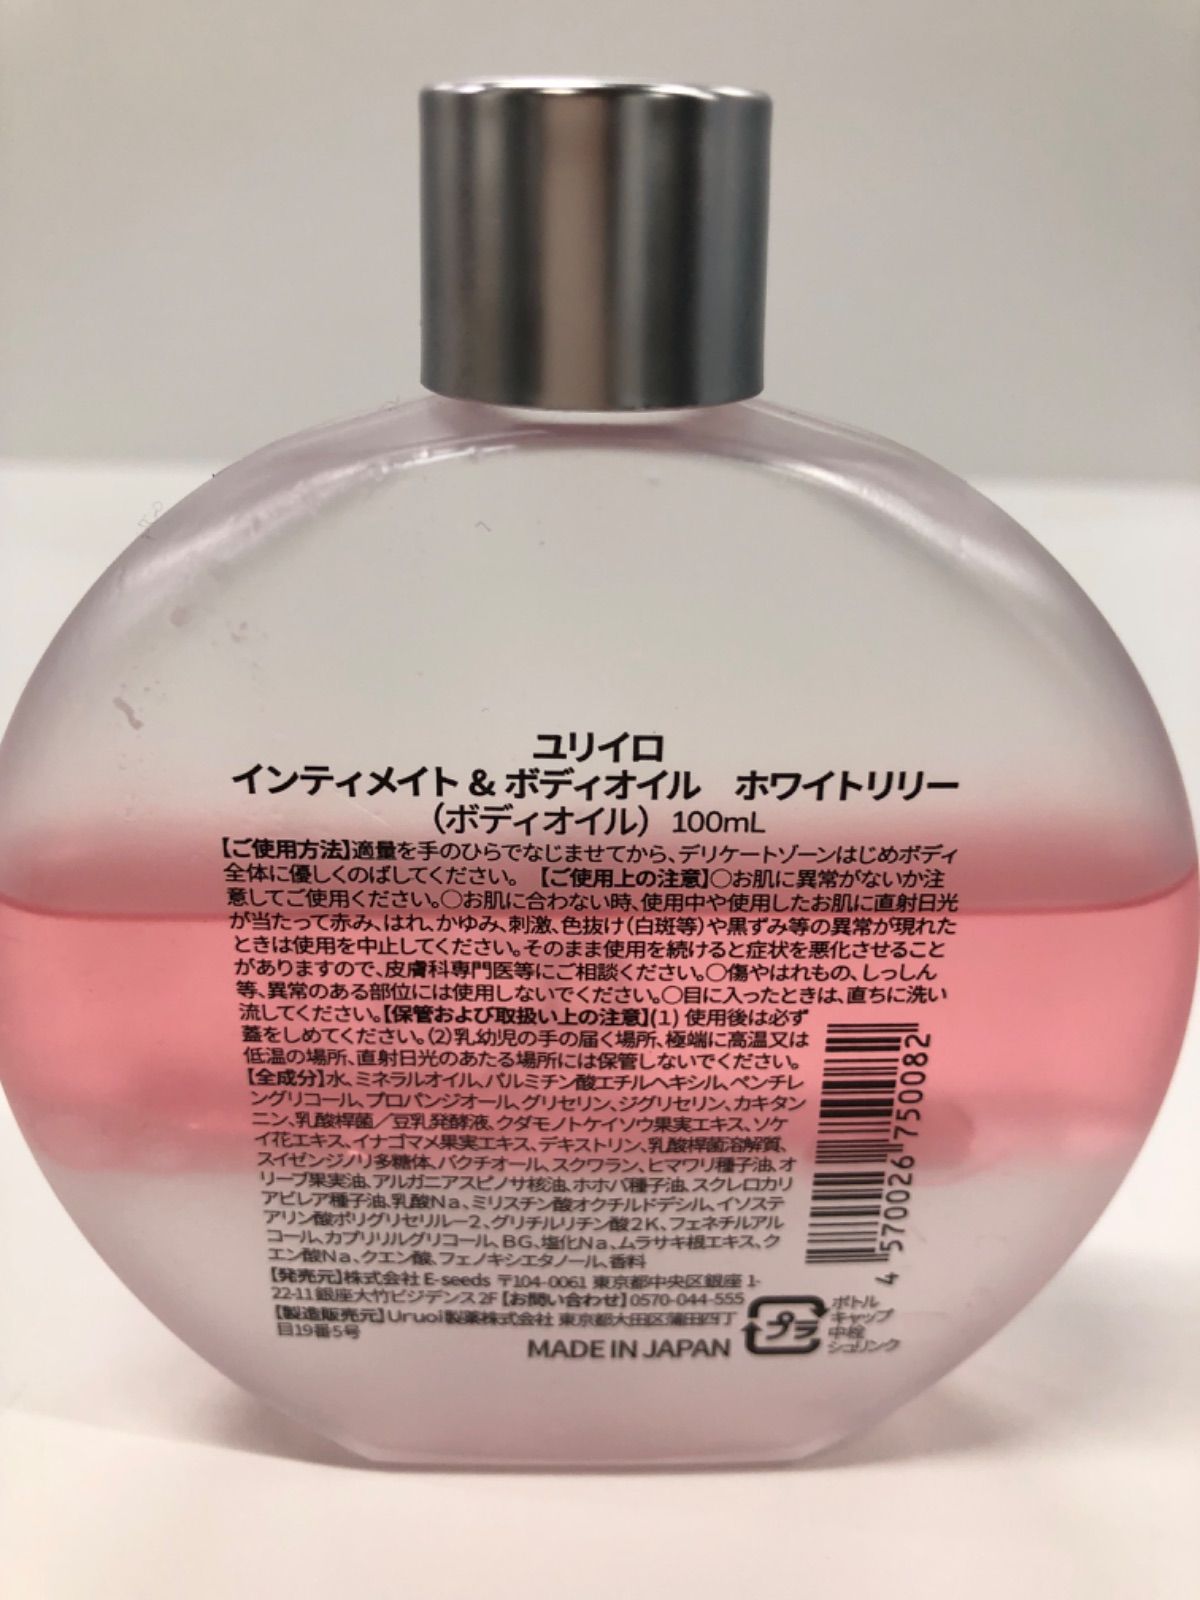 ユリイロ
インティメイト & ボディオイル　ホワイトリリー
（ボディオイル） 100mL
【ご使用方法】適量を手のひらでなじませてから、デリケートゾーンはじめボディ
全体に優しくのばしてください。 【ご使用上の注意】○お肌に異常がないか注
意してご使用ください。○お肌に合わない時、使用中や使用したお肌に直射日光
が当たって赤み、はれ、かゆみ、刺激、色抜け（白斑等）や黒ずみ等の異常が現れた
ときは使用を中止してください。そのまま使用を続けると症状を悪化させること
がありますので、皮膚科専門医等にご相談ください。○傷やはれもの、しっしん
等、異常のある部位には使用しないでください。○目に入ったときは、直ちに洗い
流してください。【保管および取扱い上の注意】(1) 使用後は必ず
蓋をしめてください。(2)乳幼児の手の届く場所、極端に高温又は
低温の場所、直射日光のあたる場所には保管しないでください。
【全成分】水、ミネラルオイル、パルミチン酸エチルヘキシル、ペンチレ
ングリコール、プロパンジオール、グリセリン、ジグリセリン、カキタン
ニン、乳酸桿菌／豆乳発酵液、クダモノトケイソウ果実エキス、ソケ
イ花エキス、イナゴマメ果実エキス、デキストリン、乳酸桿菌溶解質、
スイゼンジノリ多糖体、バクチオール、スクワラン、ヒマワリ種子油、オ
リーブ果実油、アルガニアスピノサ核油、ホホバ種子油、スクレロカリ
アビレア種子油、乳酸Na、ミリスチン酸オクチルドデシル、イソステ
アリン酸ポリグリセリル－2、グリチルリチン酸2K、フェネチルアル
コール、カプリリルグリコール、BG、塩化Na、ムラサキ根エキス、ク
エン酸Na、クエン酸、フェノキシエタノール、香料
【発売元】株式会社 E-seeds 〒104-0061 東京都中央区銀座 1-
22-11 銀座大竹ビジデンス 2F 【お問い合わせ】0570-044-555
【製造販売元】Uruoi製薬株式会社 東京都大田区蒲田四丁
目19番5号
MADE IN JAPAN
プラ
ボトル
キャップ
中栓
シュリンク
4 570026 750082